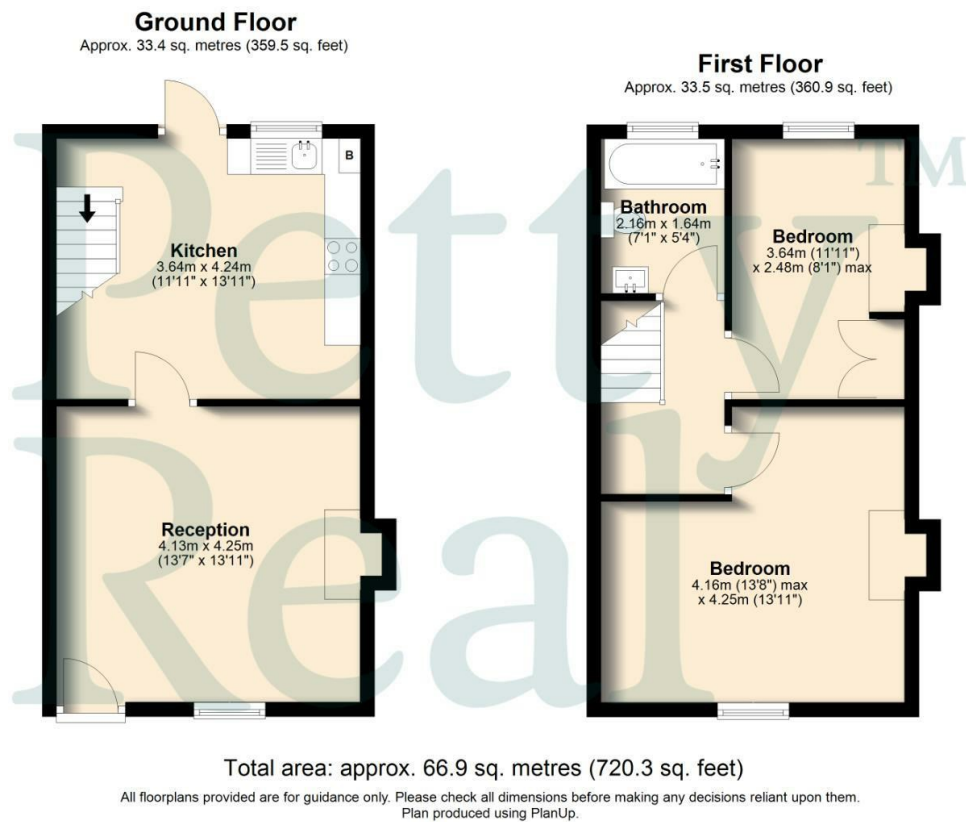 Ground Floor
Approx. 33.4 sq. metres (359.5 sq. feet)
First Floor
Approx. 33.5 sq. metres (360.9 sq. feet)
B
Kitchen
3.64m x 4.24m
(11'11" x 13'11")
Bathroom
2.16m x 1.64m
(7'1" x 5'4")
Bedroom
3.64m (11'11")
x 2.48m (8'1") max
Reception
4.13m x 4.25m
(13'7" x 13'11")
Bedroom
4.16m (13'8") max
x 4.25m (13'11")
Petty TM
Real
Total area: approx. 66.9 sq. metres (720.3 sq. feet)
All floorplans provided are for guidance only. Please check all dimensions before making any decisions reliant upon them.
Plan produced using PlanUp.